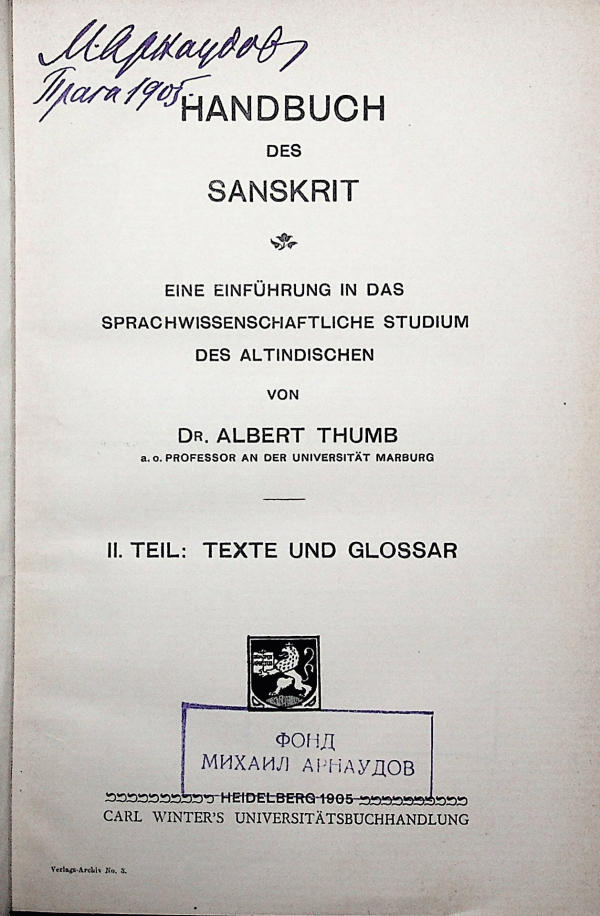 М. Арнаудовъ
Прага 1905.
HANDBUCH
DES
SANSKRIT
EINE EINFÜHRUNG IN DAS
SPRACHWISSENSCHAFTLICHE STUDIUM
DES ALTINDISCHEN
VON
DR. ALBERT THUMB
a. o. PROFESSOR AN DER UNIVERSITÄT MARBURG
II. TEIL: TEXTE UND GLOSSAR
ФОНД
МИХАИЛ АРНАУДОВ
HEIDELBERG 1905
CARL WINTER'S UNIVERSITÄTSBUCHHANDLUNG
Verlags-Archiv No. 3.